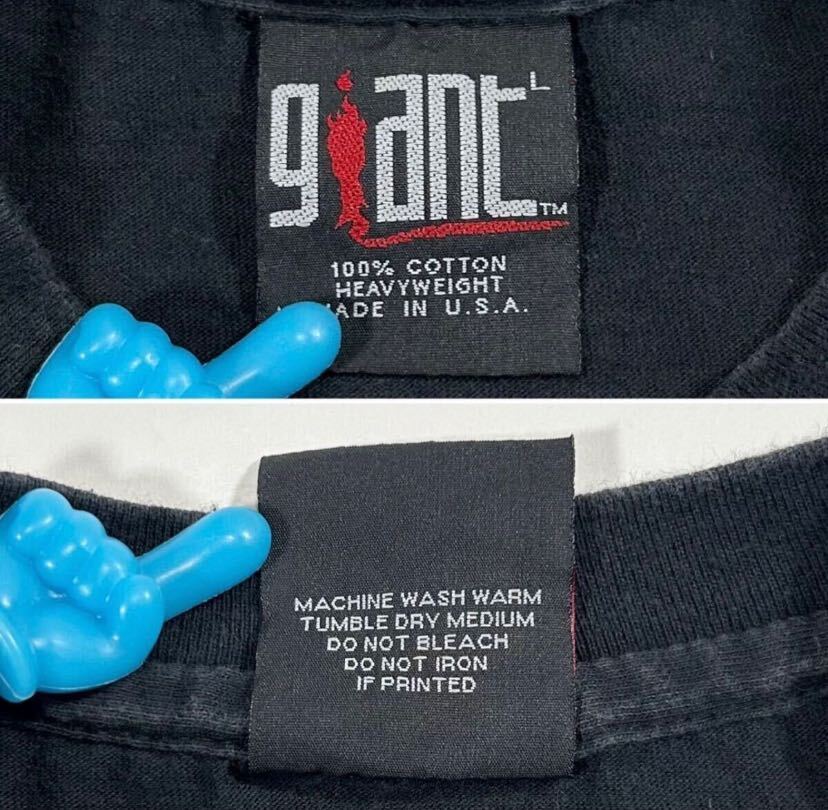 giant L
TM
100% COTTON
HEAVYWEIGHT
IN U.S.A.
MACHINE WASH WARM
TUMBLE DRY MEDIUM
DO NOT BLEACH
DO NOT IRON
IF PRINTED